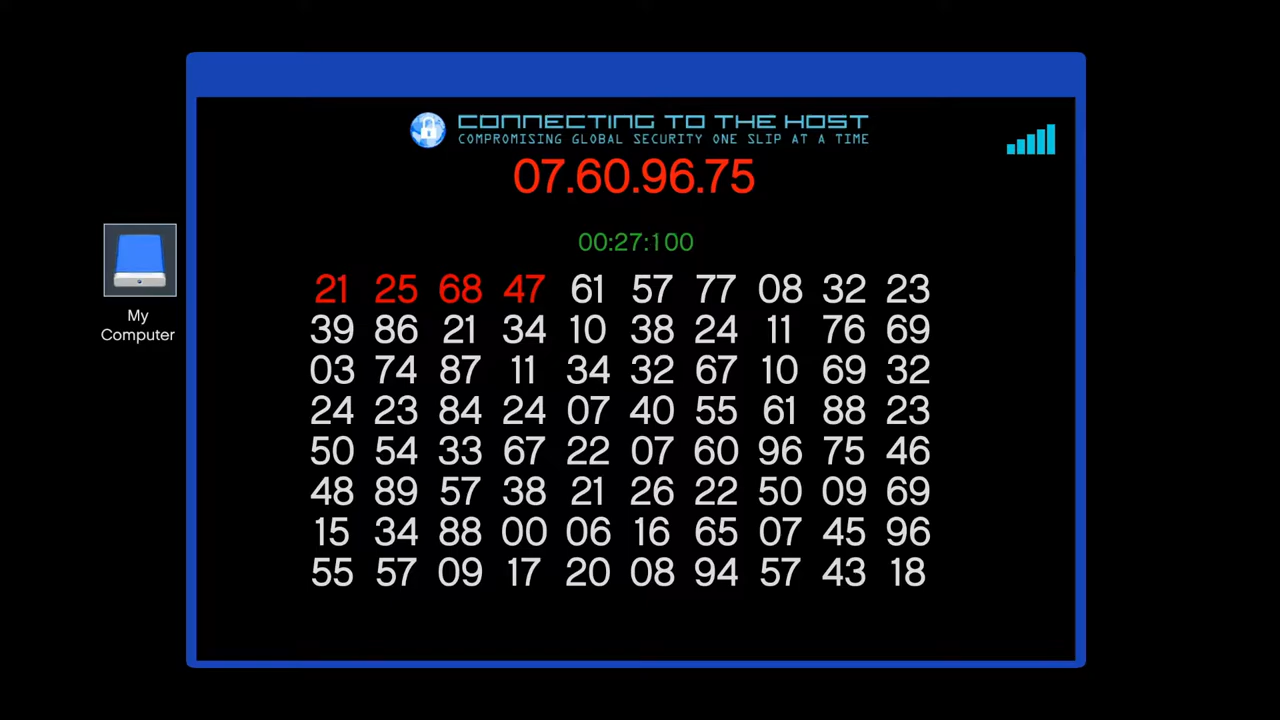 CONNECTING TO THE HOST
COMPROMISING GLOBAL SECURITY ONE SLIP AT A TIME
07.60.96.75
00:27:100
21 25 68 47 61 57 77 08 32 23
39 86 21 34 10 38 24 11 76 69
My
Computer
03 74 87 11 34 32 67 10 69 32
24 23 84 24 07 40 55 61 88 23
50 54 33 67 22 07 60 96 75 46
48 89 57 38 21 26 22 50 09 69
15 34 88 00 06 16 65 07 45 96
55 57 09 17 20 08 94 57 43 18